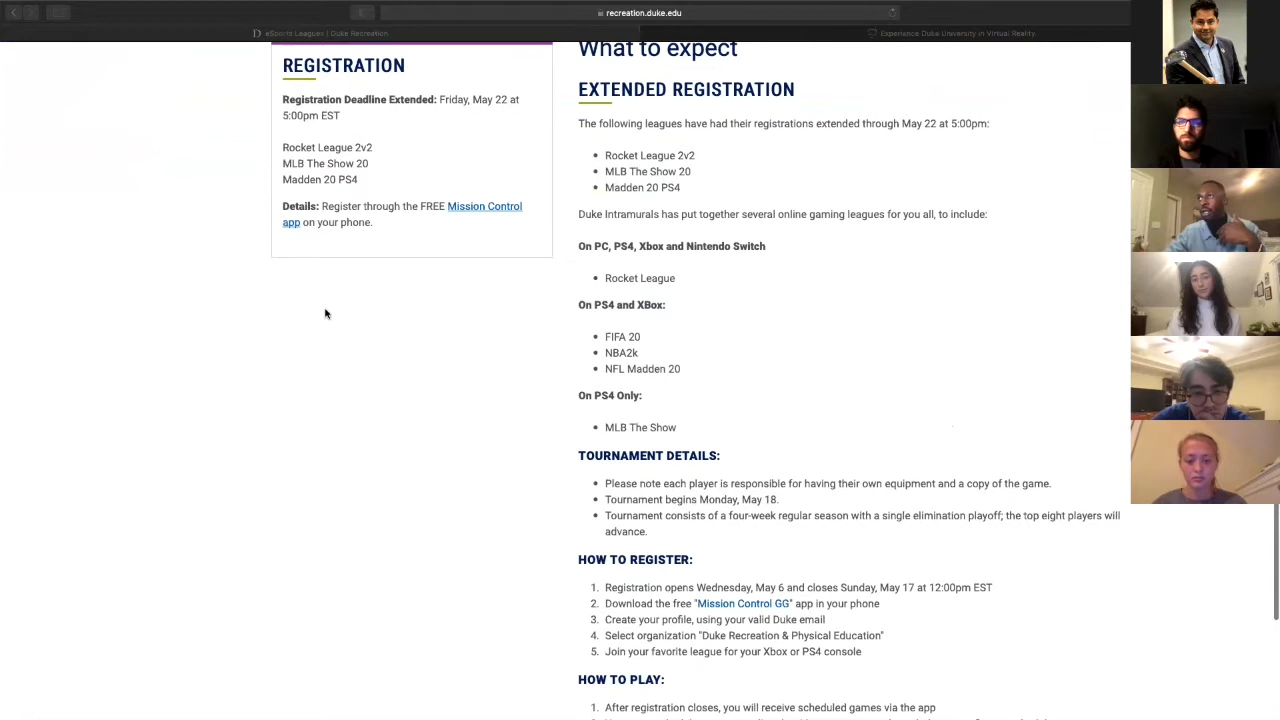 recreation.duke.edu
eSports Leagues | Duke Recreation
Experience Duke University in Virtual Reality
REGISTRATION
Registration Deadline Extended: Friday, May 22 at
5:00pm EST
Rocket League 2v2
MLB The Show 20
Madden 20 PS4
Details: Register through the FREE Mission Control
app on your phone.
What to expect
EXTENDED REGISTRATION
The following leagues have had their registrations extended through May 22 at 5:00pm:
Rocket League 2v2
MLB The Show 20
Madden 20 PS4
Duke Intramurals has put together several online gaming leagues for you all, to include:
On PC, PS4, Xbox and Nintendo Switch
Rocket League
On PS4 and XBox:
FIFA 20
NBA2k
NFL Madden 20
On PS4 Only:
MLB The Show
TOURNAMENT DETAILS:
Please note each player is responsible for having their own equipment and a copy of the game.
Tournament begins Monday, May 18.
Tournament consists of a four-week regular season with a single elimination playoff; the top eight players will
advance.
HOW TO REGISTER:
1. Registration opens Wednesday, May 6 and closes Sunday, May 17 at 12:00pm EST
2. Download the free "Mission Control GG" app in your phone
3. Create your profile, using your valid Duke email
4. Select organization "Duke Recreation & Physical Education"
5. Join your favorite league for your Xbox or PS4 console
HOW TO PLAY:
1. After registration closes, you will receive scheduled games via the app